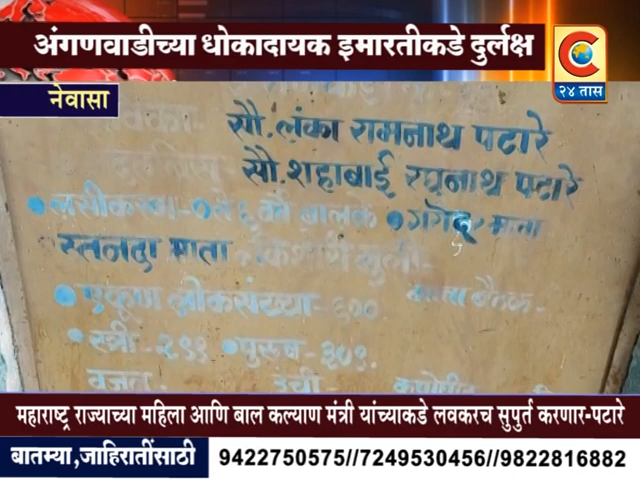 अंगणवाडीच्या धोकादायक इमारतीकडे दुर्लक्ष
C
२४ तास
नेवासा
सौ. लंका रामनाथ पटारे
सौ. शहाबाई रघुनाथ पटारे
माता
स्तनदा माता किशोरी मुली
एकूण लोकसंख्या - ६००
स्त्री - २९९ पुरुष - ३०१
वजन उंची
महाराष्ट्र राज्याच्या महिला आणि बाल कल्याण मंत्री यांच्याकडे लवकरच सुपुर्त करणार-पटारे
बातम्या,जाहिरातींसाठी 9422750575//7249530456//9822816882